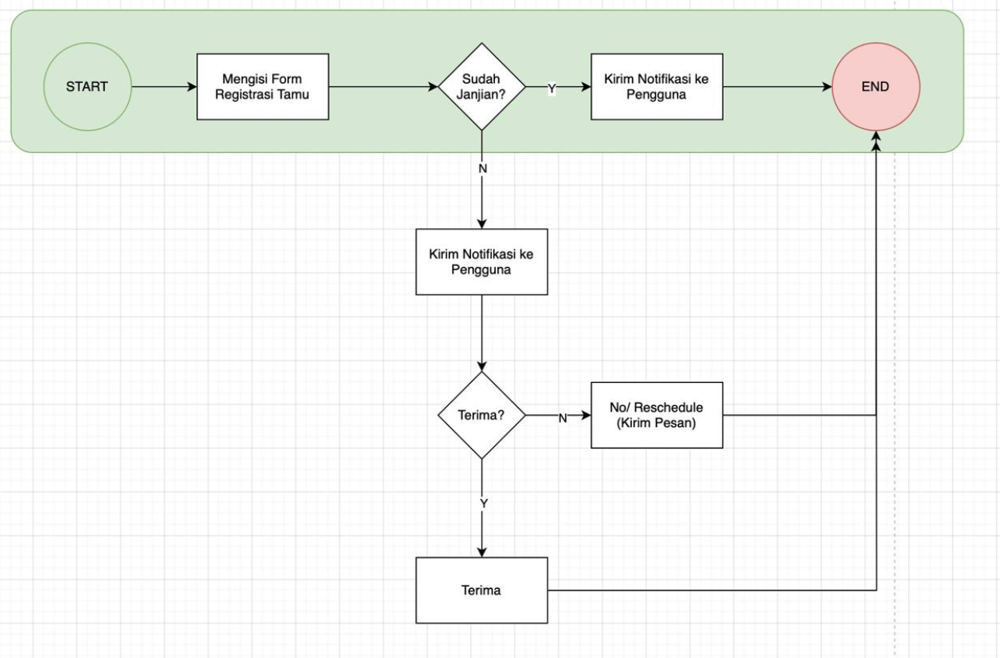 START
Mengisi Form
Registrasi Tamu
Sudah
Janjian?
Y
Kirim Notifikasi ke
Pengguna
END
N
Kirim Notifikasi ke
Pengguna
Terima?
N
No/ Reschedule
(Kirim Pesan)
Y
Terima